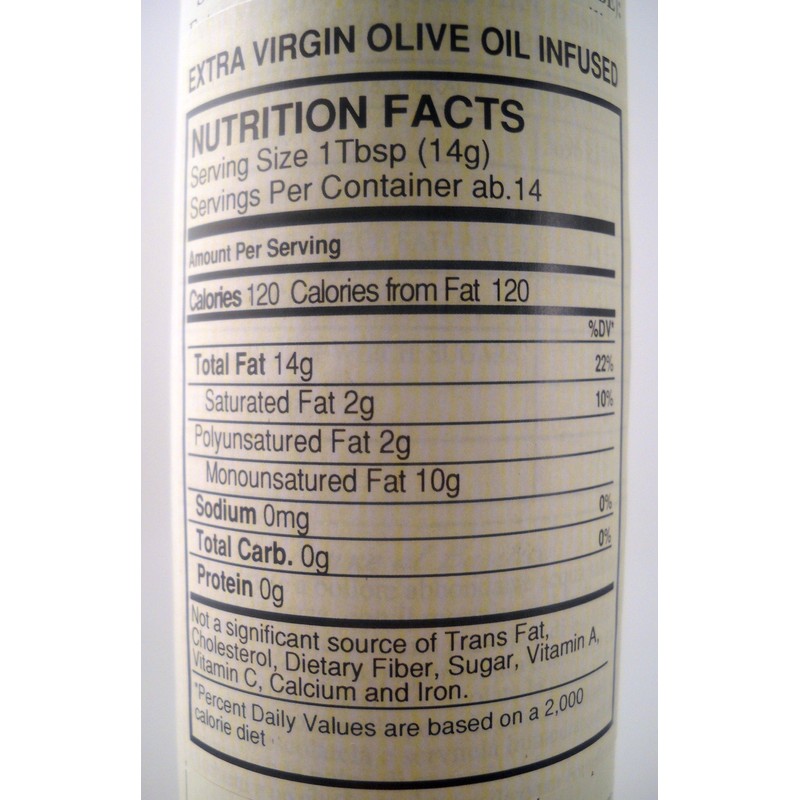 EXTRA VIRGIN OLIVE OIL INFUSED
NUTRITION FACTS
Serving Size 1Tbsp (14g)
Servings Per Container ab.14
Amount Per Serving
Calories 120 Calories from Fat 120
%DV*
Total Fat 14g 22%
Saturated Fat 2g 10%
Polyunsatured Fat 2g
Monounsatured Fat 10g
Sodium 0mg 0%
Total Carb. 0g 0%
Protein 0g
Not a significant source of Trans Fat,
Cholesterol, Dietary Fiber, Sugar, Vitamin A,
Vitamin C, Calcium and Iron.
*Percent Daily Values are based on a 2,000
calorie diet